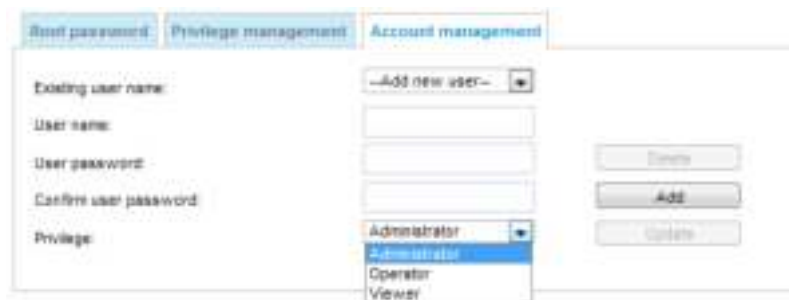 Root password Privilege management Account management
Existing user name: --Add new user--
User name:
User password:
Delete
Confirm user password:
Add
Privilege: Administrator
Update
Administrator
Operator
Viewer